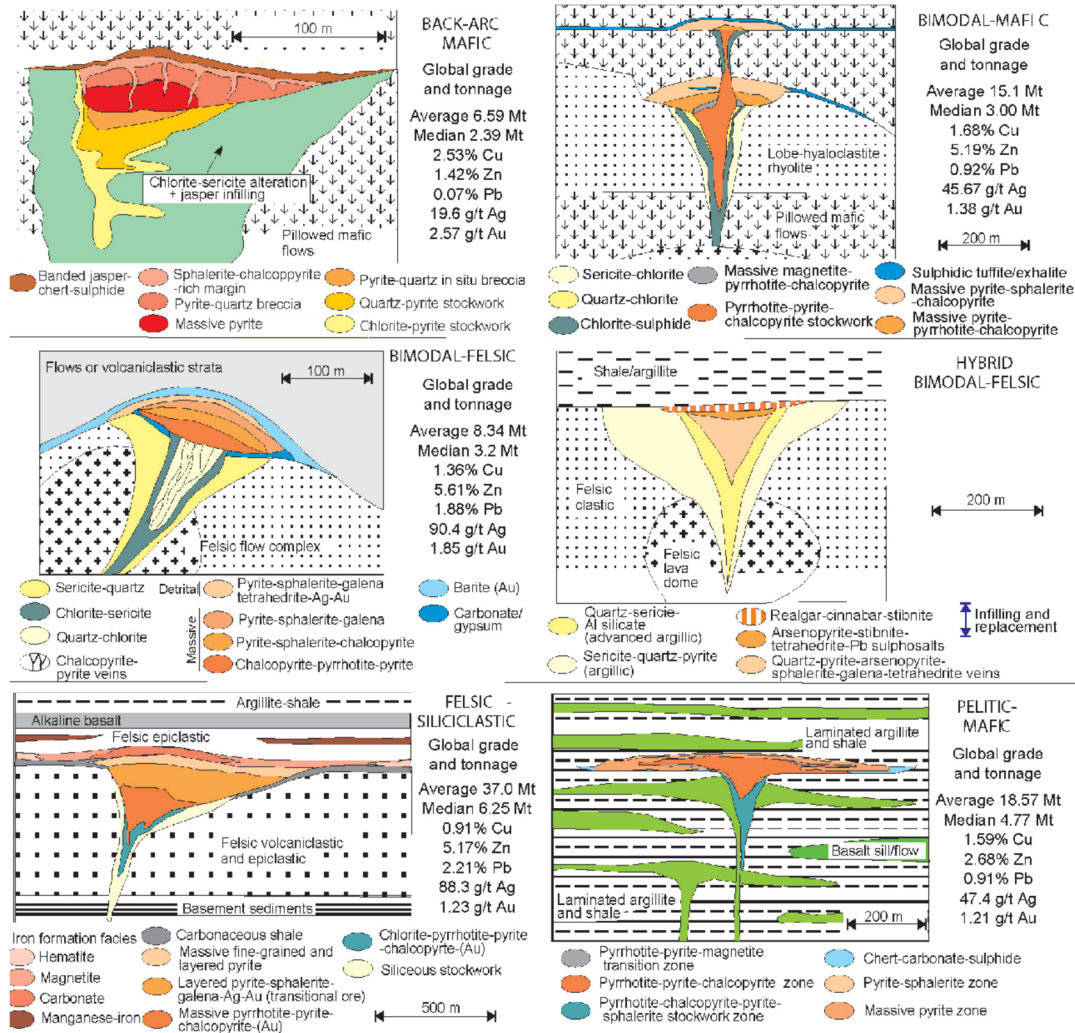 100 m
BACK-ARC
MAFIC
Global grade
and tonnage
Average 6.59 Mt
Median 2.39 Mt
2.53% Cu
1.42% Zn
0.07% Pb
19.6 g/t Ag
2.57 g/t Au
Chlorite-sericite alteration
+ jasper infilling
Pillowed mafic
flows
Banded jasper-
chert-sulphide
Sphalerite-chalcoppyrite
-rich margin
Pyrite-quartz breccia
Massive pyrite
Pyrite-quartz in situ breccia
Quartz-pyrite stockwork
Chlorite-pyrite stockwork
BIMODAL-MAFI C
Global grade
and tonnage
Average 15.1 Mt
Median 3.00 Mt
1.68% Cu
5.19% Zn
0.92% Pb
45.67 g/t Ag
1.38 g/t Au
200 m
Lobe-hyaloclastite
rhyolite
Pillowed mafic
flows
Sericite-chlorite
Quartz-chlorite
Chlorite-sulphide
Massive magnetite-
pyrrhotite-chalcopyrite
Pyrrhotite-pyrite-
chalcopyrite stockwork
Sulphidic tuffite/exhalite
Massive pyrite-sphalerite
-chalcopyrite
Massive pyrite-
pyrrhotite-chalcopyrite
BIMODAL-FELSIC
Flows or volcaniclastic strata
100 m
Global grade
and tonnage
Average 8.34 Mt
Median 3.2 Mt
1.36% Cu
5.61% Zn
1.88% Pb
90.4 g/t Ag
1.85 g/t Au
Felsic flow complex
Sericite-quartz
Chlorite-sericite
Quartz-chlorite
Chalcopyrite-
pyrite veins
Detrital
Massive
Pyrite-sphalerite-galena
tetrahedrite-Ag-Au
Pyrite-sphalerite-galena
Pyrite-sphalerite-chalcopyrite
Chalcopyrite-pyrrhotite-pyrite
Barite (Au)
Carbonate/
gypsum
HYBRID
BIMODAL-FELSIC
Shale/argillite
Felsic
clastic
Felsic
lava
dome
200 m
Quartz-sericie-
Al silicate
(advanced argillic)
Sericite-quartz-pyrite
(argillic)
Realgar-cinnabar-stibnite
Arsenopyrite-stibnite-
tetrahedrite-Pb sulphosalts
Quartz-pyrite-arsenopyrite-
sphalerite-galena-tetrahedrite veins
Infilling and
replacement
FELSIC -
SILICICLASTIC
Argillite-shale
Alkaline basalt
Felsic epiclastic
Global grade
and tonnage
Average 37.0 Mt
Median 6.25 Mt
0.91% Cu
5.17% Zn
2.21% Pb
88.3 g/t Ag
1.23 g/t Au
Felsic volcaniclastic
and epiclastic
Basement sediments
Iron formation facies
Hematite
Magnetite
Carbonate
Manganese-iron
Carbonaceous shale
Massive fine-grained and
layered pyrite
Layered pyrite-sphalerite-
galena-Ag-Au (transitional ore)
Massive pyrrhotite-pyrite-
chalcopyrite-(Au)
Chlorite-pyrrhotite-pyrite
-chalcopyrite-(Au)
Siliceous stockwork
500 m
PELITIC-
MAFIC
Laminated argillite
and shale
Global grade
and tonnage
Average 18.57 Mt
Median 4.77 Mt
1.59% Cu
2.68% Zn
0.91% Pb
47.4 g/t Ag
1.21 g/t Au
Basalt sill/flow
Laminated argillite
and shale
200 m
Pyrrhotite-pyrite-magnetite
transition zone
Pyrrhotite-pyrite-chalcopyrite zone
Pyrrhotite-chalcopyrite-pyrite-
sphalerite stockwork zone
Chert-carbonate-sulphide
Pyrite-sphalerite zone
Massive pyrite zone